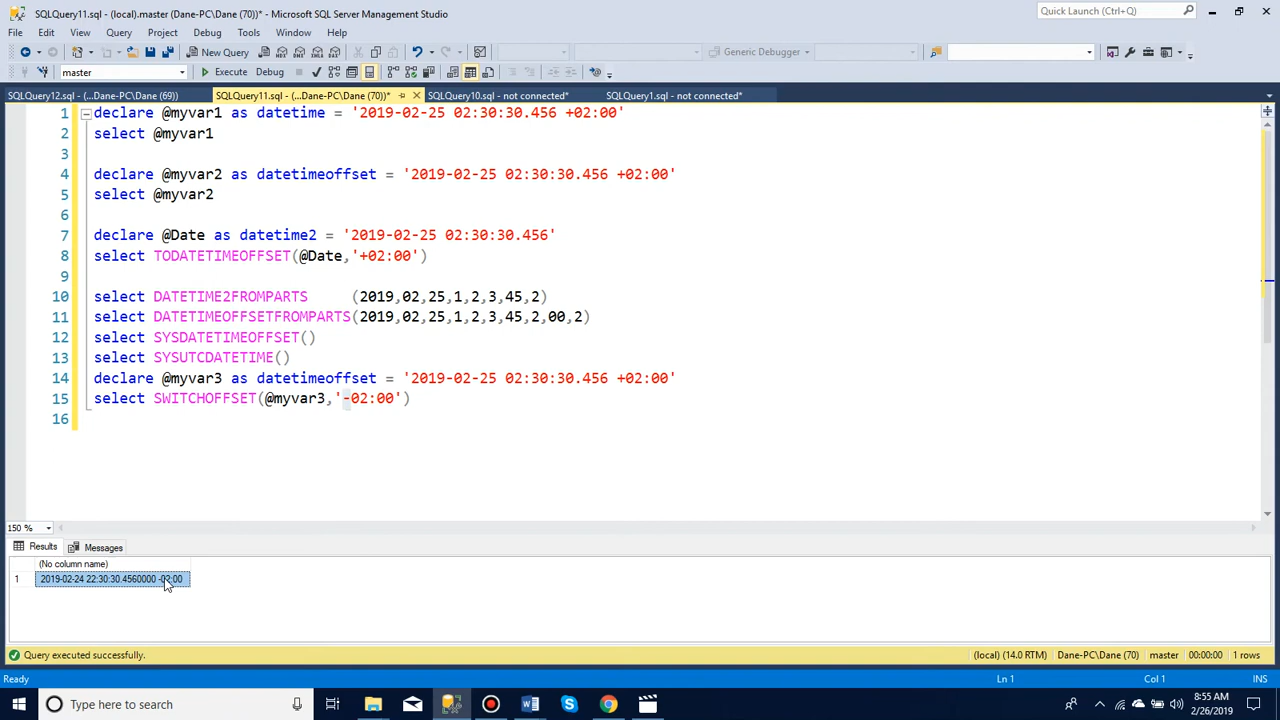 SQLQuery11.sql - (local).master (Dane-PC\Dane (70))* - Microsoft SQL Server Management Studio
Quick Launch (Ctrl+Q)
File Edit View Query Project Debug Tools Window Help
New Query
Generic Debugger
master
Execute Debug
SQLQuery12.sql - (...Dane-PC\Dane (69))
SQLQuery11.sql - (...Dane-PC\Dane (70))*
SQLQuery10.sql - not connected*
SQLQuery1.sql - not connected*
1 declare @myvar1 as datetime = '2019-02-25 02:30:30.456 +02:00'
2 select @myvar1
3
4 declare @myvar2 as datetimeoffset = '2019-02-25 02:30:30.456 +02:00'
5 select @myvar2
6
7 declare @Date as datetime2 = '2019-02-25 02:30:30.456'
8 select TODATETIMEOFFSET(@Date,'+02:00')
9
10 select DATETIME2FROMPARTS (2019,02,25,1,2,3,45,2)
11 select DATETIMEOFFSETFROMPARTS(2019,02,25,1,2,3,45,2,00,2)
12 select SYSDATETIMEOFFSET()
13 select SYSUTCDATETIME()
14 declare @myvar3 as datetimeoffset = '2019-02-25 02:30:30.456 +02:00'
15 select SWITCHOFFSET(@myvar3,'-02:00')
16
150 %
Results Messages
(No column name)
1 2019-02-24 22:30:30.4560000 -02:00
Query executed successfully.
(local) (14.0 RTM) Dane-PC\Dane (70) master 00:00:00 1 rows
Ready
Ln 1 Col 1 INS
Type here to search
8:55 AM
2/26/2019